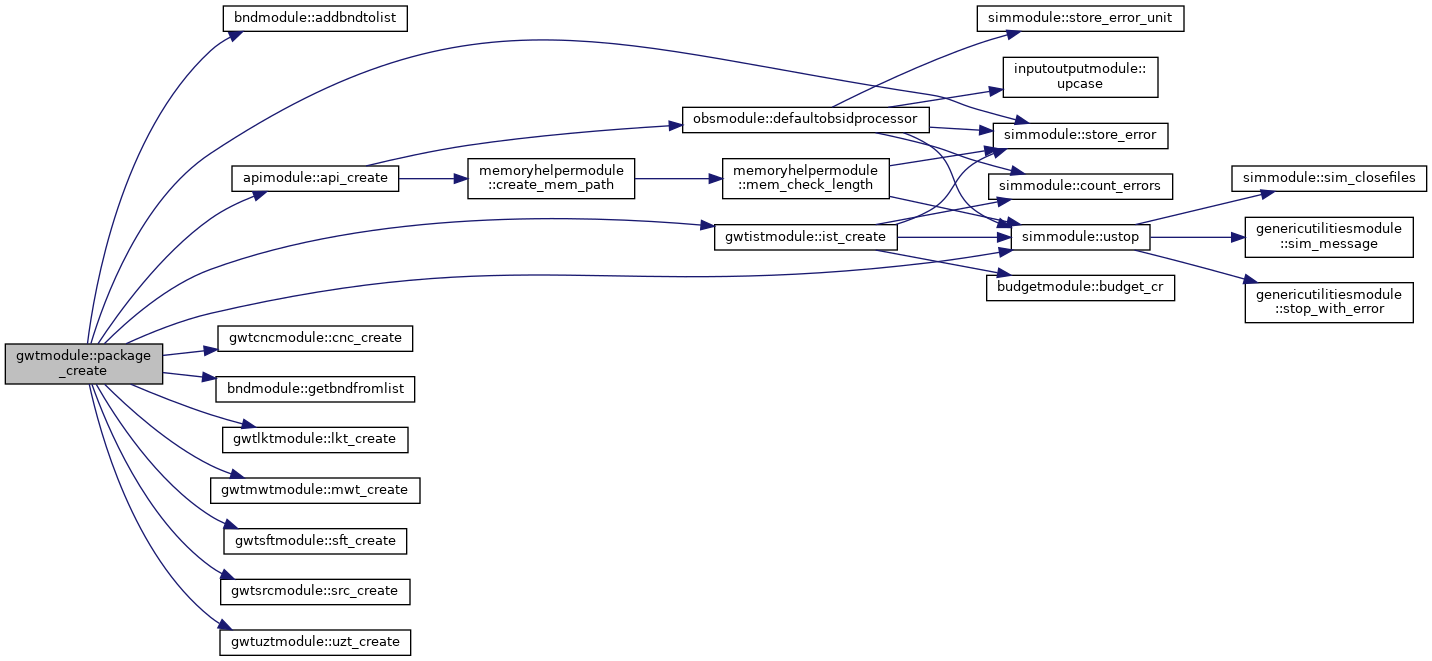 bndmodule::addbndtolist
simmodule::store_error_unit
inputoutputmodule::
upcase
obsmodule::defaultobsidprocessor
simmodule::store_error
apimodule::api_create
memoryhelpermodule
::create_mem_path
memoryhelpermodule
::mem_check_length
simmodule::count_errors
simmodule::sim_closefiles
gwtistmodule::ist_create
simmodule::ustop
genericutilitiesmodule
::sim_message
budgetmodule::budget_cr
genericutilitiesmodule
::stop_with_error
gwtmodule::package
_create
gwtcncmodule::cnc_create
bndmodule::getbndfromlist
gwtlktmodule::lkt_create
gwtmwtmodule::mwt_create
gwtsftmodule::sft_create
gwtsrcmodule::src_create
gwtuztmodule::uzt_create